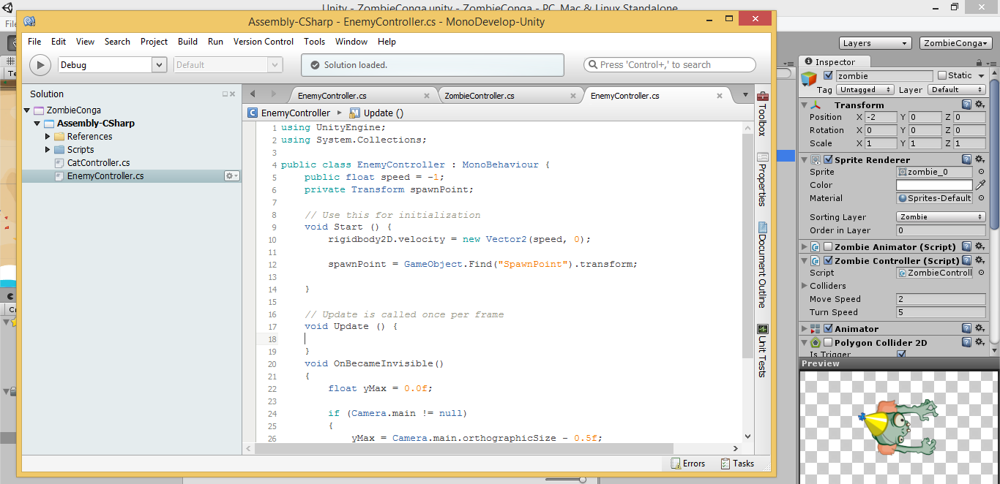 Unity - ZombieConga.unity - ZombieConga - PC, Mac & Linux Standalone
Assembly-CSharp - EnemyController.cs - MonoDevelop-Unity
File Edit View Search Project Build Run Version Control Tools Window Help
Debug
Default
Solution loaded.
Press 'Control+,' to search
Solution
ZombieConga
Assembly-CSharp
References
Scripts
CatController.cs
EnemyController.cs
EnemyController.cs
ZombieController.cs
EnemyController.cs
EnemyController
Update ()
1 using UnityEngine;
2 using System.Collections;
3
4 public class EnemyController : MonoBehaviour {
5 public float speed = -1;
6 private Transform spawnPoint;
7
8 // Use this for initialization
9 void Start () {
10 rigidbody2D.velocity = new Vector2(speed, 0);
11
12 spawnPoint = GameObject.Find("SpawnPoint").transform;
13
14 }
15
16 // Update is called once per frame
17 void Update () {
18
19 }
20 void OnBecameInvisible()
21 {
22 float yMax = 0.0f;
23
24 if (Camera.main != null)
25 {
26 yMax = Camera.main.orthographicSize - 0.5f;
Toolbox
Properties
Document Outline
Unit Tests
Errors
Tasks
Layers
ZombieConga
Inspector
zombie
Static
Tag Untagged Layer Default
Transform
Position X -2 Y 0 Z 0
Rotation X 0 Y 0 Z 0
Scale X 1 Y 1 Z 1
Sprite Renderer
Sprite zombie_0
Color
Material Sprites-Default
Sorting Layer Zombie
Order in Layer 0
Zombie Animator (Script)
Zombie Controller (Script)
Script ZombieControll
Colliders
Move Speed 2
Turn Speed 5
Animator
Polygon Collider 2D
Is Trigger
Preview